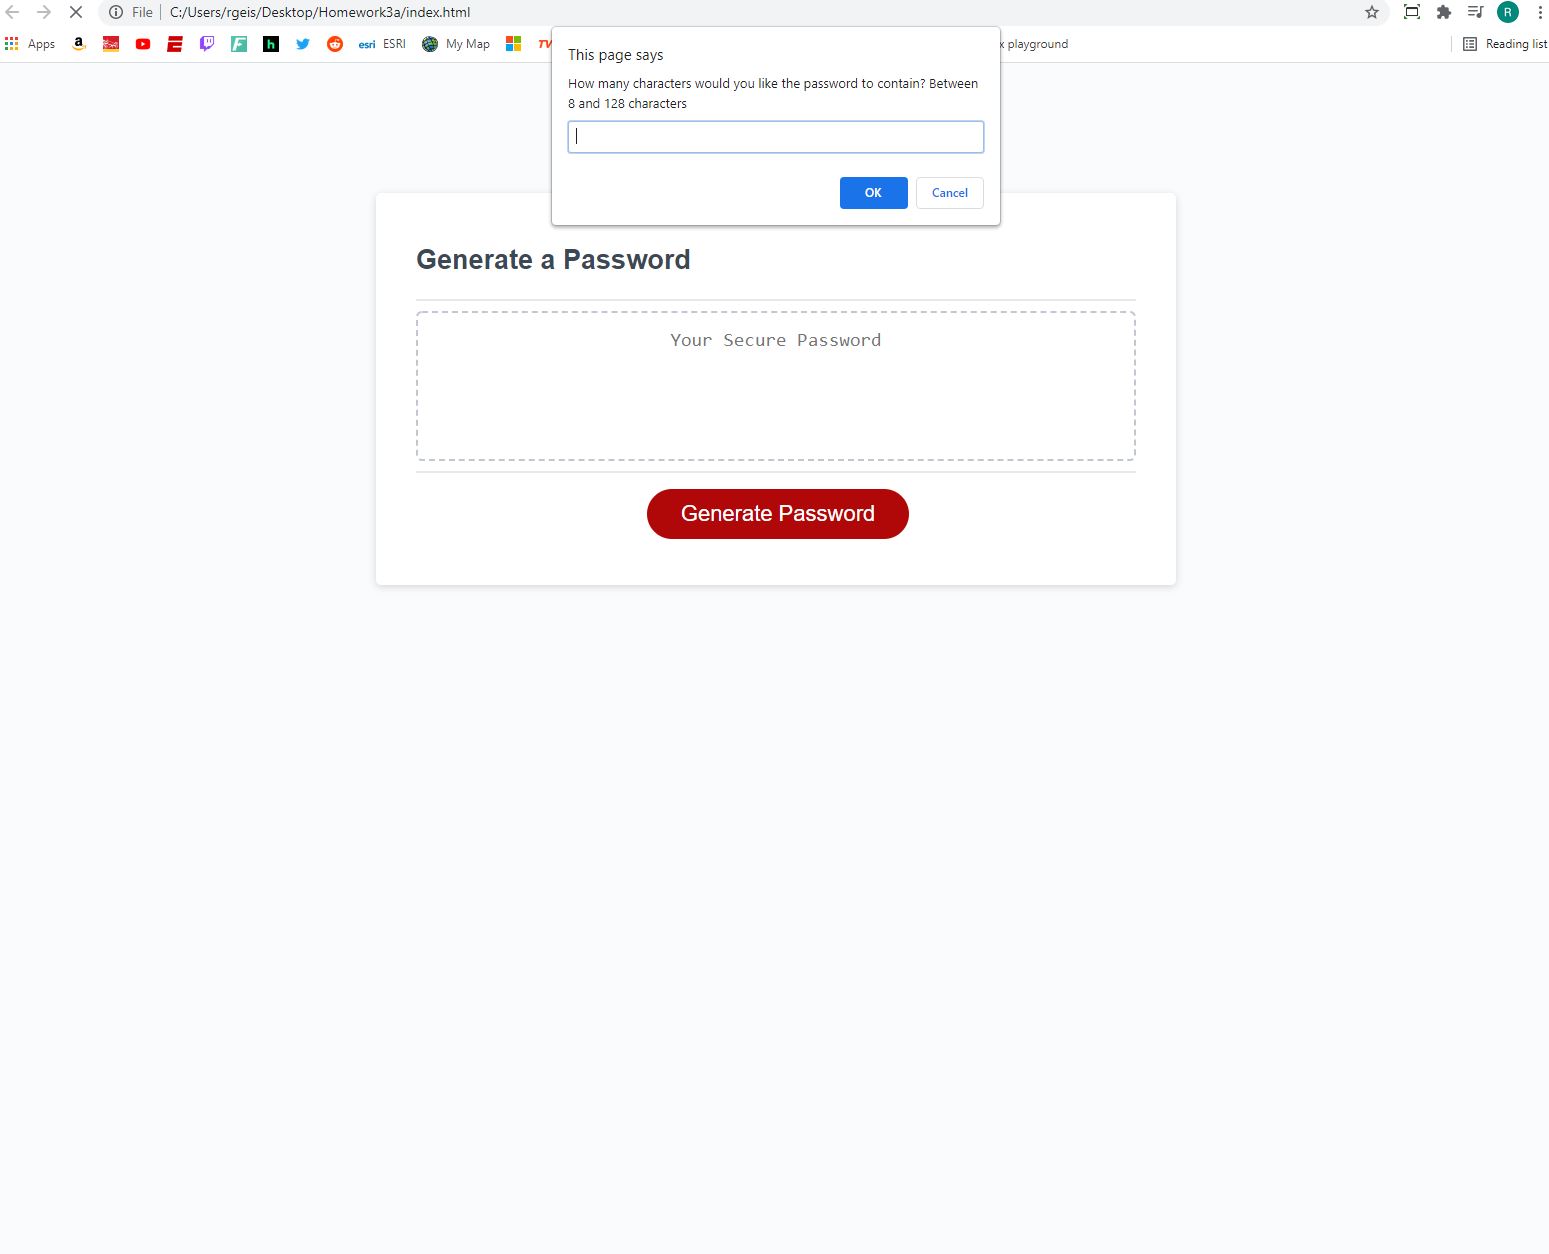 File C:/Users/rgeis/Desktop/Homework3a/index.html R
Apps a E F h esri ESRI My Map TV x playground Reading list
This page says
How many characters would you like the password to contain? Between
8 and 128 characters
OK Cancel
Generate a Password
Your Secure Password
Generate Password